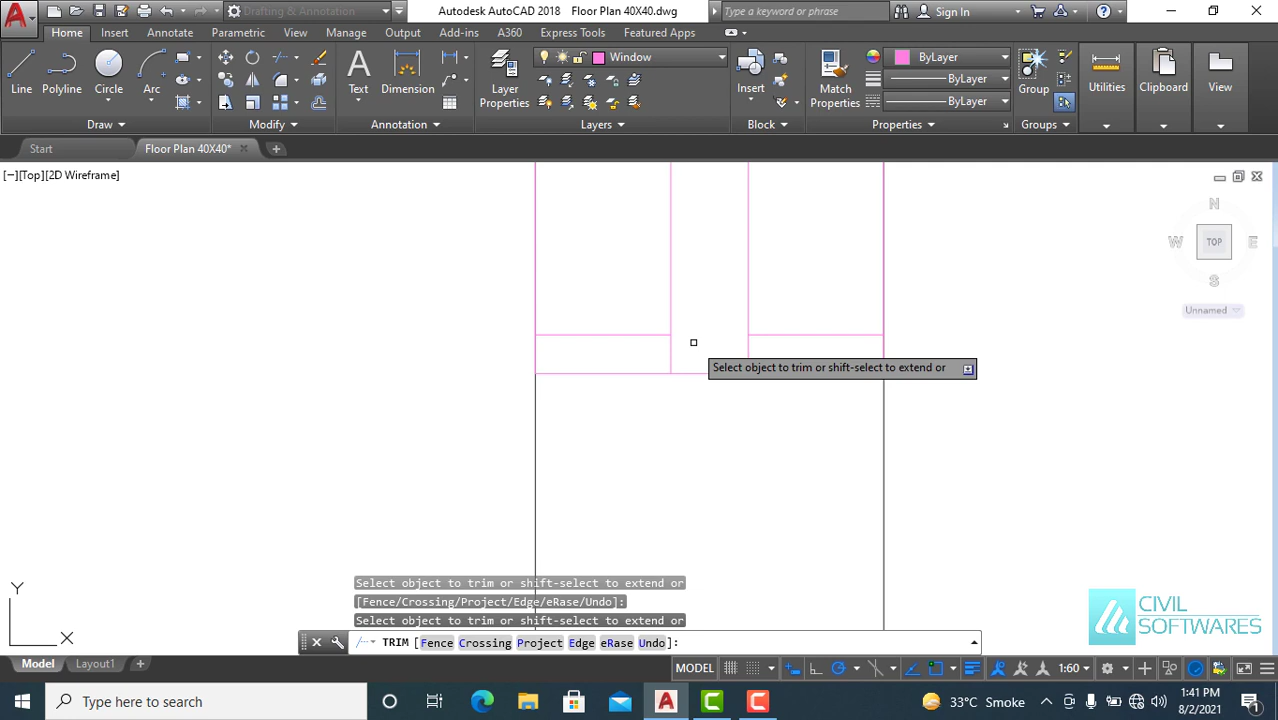 Drafting & Annotation
Autodesk AutoCAD 2018 Floor Plan 40X40.dwg
Type a keyword or phrase
Sign In
Home Insert Annotate Parametric View Manage Output Add-ins A360 Express Tools Featured Apps
Line Polyline Circle Arc
Text Dimension
Layer Properties
Window
Insert
Match Properties
ByLayer
ByLayer
ByLayer
Group
Utilities
Clipboard
View
Draw Modify Annotation Layers Block Properties Groups
Start Floor Plan 40X40*
[−][Top][2D Wireframe]
N
W TOP E
S
Unnamed
Select object to trim or shift-select to extend or
Select object to trim or shift-select to extend or
[Fence/Crossing/Project/Edge/eRase/Undo]:
Select object to trim or shift-select to extend or
TRIM [Fence Crossing Project Edge eRase Undo]:
Y
X
CIVIL
SOFTWARES
Model Layout1
MODEL
1:60
Type here to search
33°C Smoke
1:41 PM
8/2/2021
1